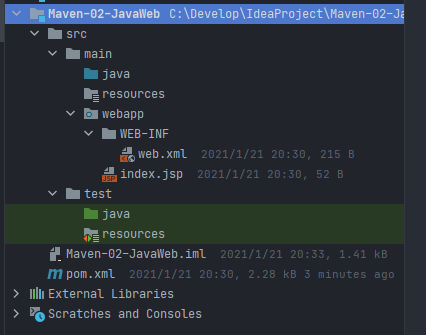 Maven-02-JavaWeb C:\Develop\IdeaProject\Maven-02-Ja
src
main
java
resources
webapp
WEB-INF
web.xml 2021/1/21 20:30, 215 B
JSP index.jsp 2021/1/21 20:30, 52 B
test
java
resources
Maven-02-JavaWeb.iml 2021/1/21 20:33, 1.41 kB
m pom.xml 2021/1/21 20:30, 2.28 kB 3 minutes ago
External Libraries
Scratches and Consoles